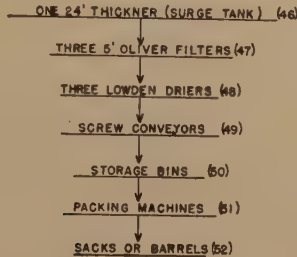 ONE 24' THICKNER (SURGE TANK) (46)
THREE 5' OLIVER FILTERS (47)
THREE LOWDEN DRIERS (48)
SCREW CONVEYORS (49)
STORAGE BINS (50)
PACKING MACHINES (51)
SACKS OR BARRELS (52)